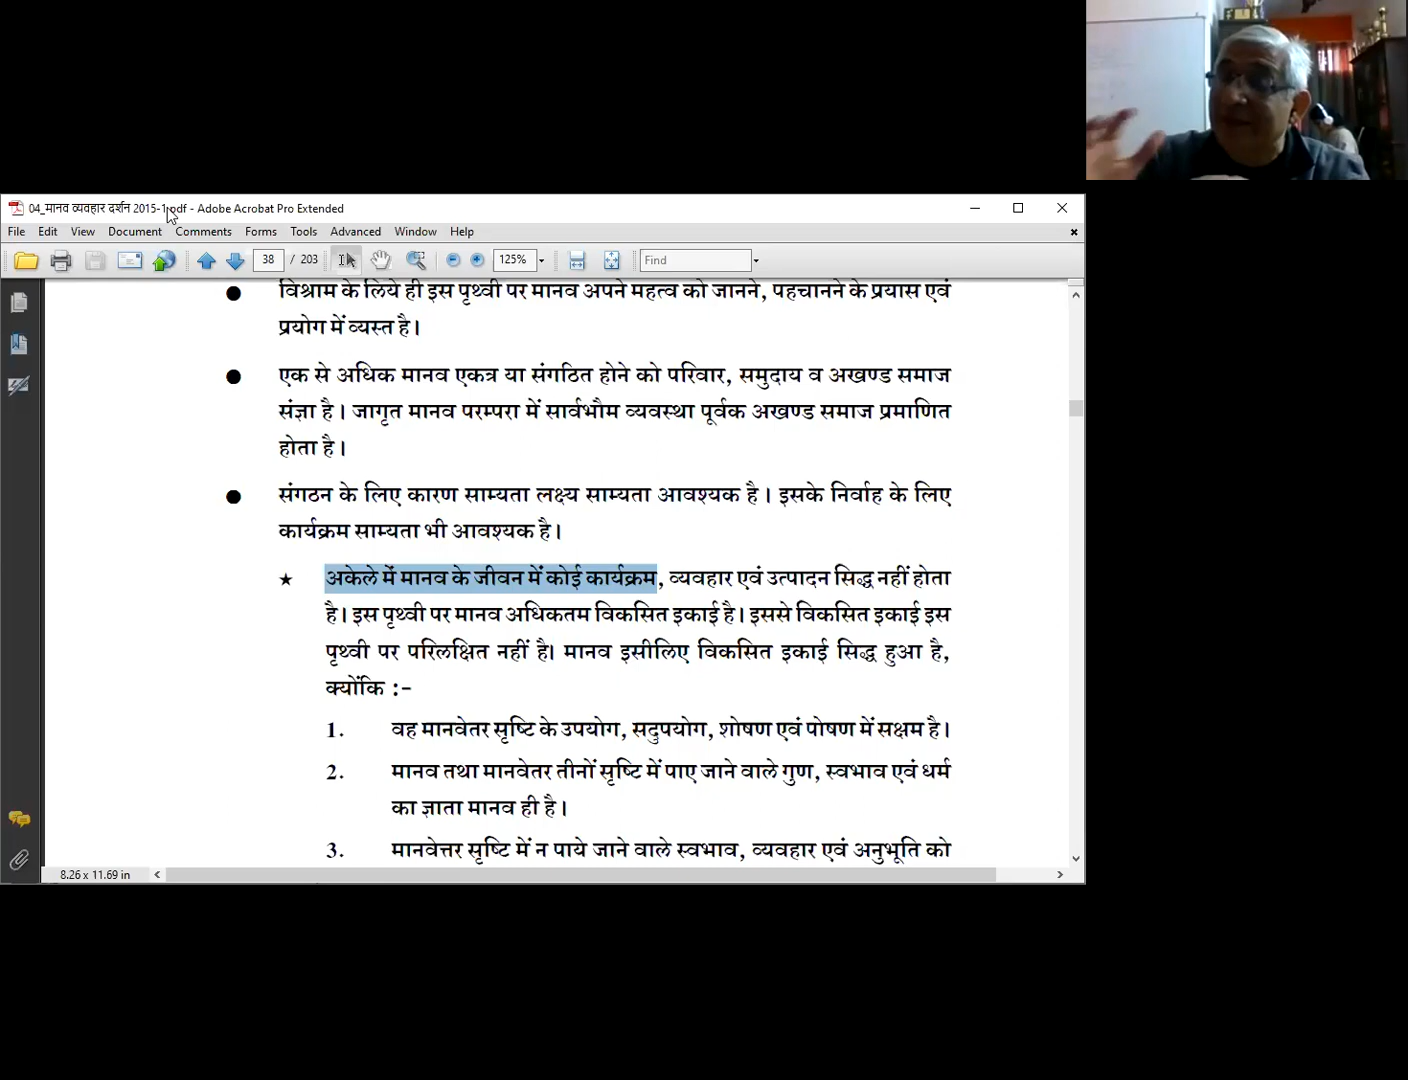 04_मानव व्यवहार दर्शन 2015-1.pdf - Adobe Acrobat Pro Extended
File Edit View Document Comments Forms Tools Advanced Window Help
38 / 203 125% Find
विश्राम के लिये ही इस पृथ्वी पर मानव अपने महत्व को जानने, पहचानने के प्रयास एवं
प्रयोग में व्यस्त है।
एक से अधिक मानव एकत्र या संगठित होने को परिवार, समुदाय व अखण्ड समाज
संज्ञा है। जागृत मानव परम्परा में सार्वभौम व्यवस्था पूर्वक अखण्ड समाज प्रमाणित
होता है।
संगठन के लिए कारण साम्यता लक्ष्य साम्यता आवश्यक है। इसके निर्वाह के लिए
कार्यक्रम साम्यता भी आवश्यक है।
★ अकेले में मानव के जीवन में कोई कार्यक्रम, व्यवहार एवं उत्पादन सिद्ध नहीं होता
है। इस पृथ्वी पर मानव अधिकतम विकसित इकाई है। इससे विकसित इकाई इस
पृथ्वी पर परिलक्षित नहीं है। मानव इसीलिए विकसित इकाई सिद्ध हुआ है,
क्योंकि :-
1. वह मानवेतर सृष्टि के उपयोग, सदुपयोग, शोषण एवं पोषण में सक्षम है।
2. मानव तथा मानवेतर तीनों सृष्टि में पाए जाने वाले गुण, स्वभाव एवं धर्म
का ज्ञाता मानव ही है।
3. मानवेत्तर सृष्टि में न पाये जाने वाले स्वभाव, व्यवहार एवं अनुभूति को
8.26 x 11.69 in